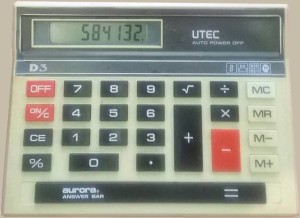 584132.
UTEC
AUTO POWER OFF
D3
OFF 7 8 9 √ ÷ MC
ON/C 4 5 6 × MR
CE 1 2 3 + − M−
% 0 . M+
aurora
ANSWER BAR =